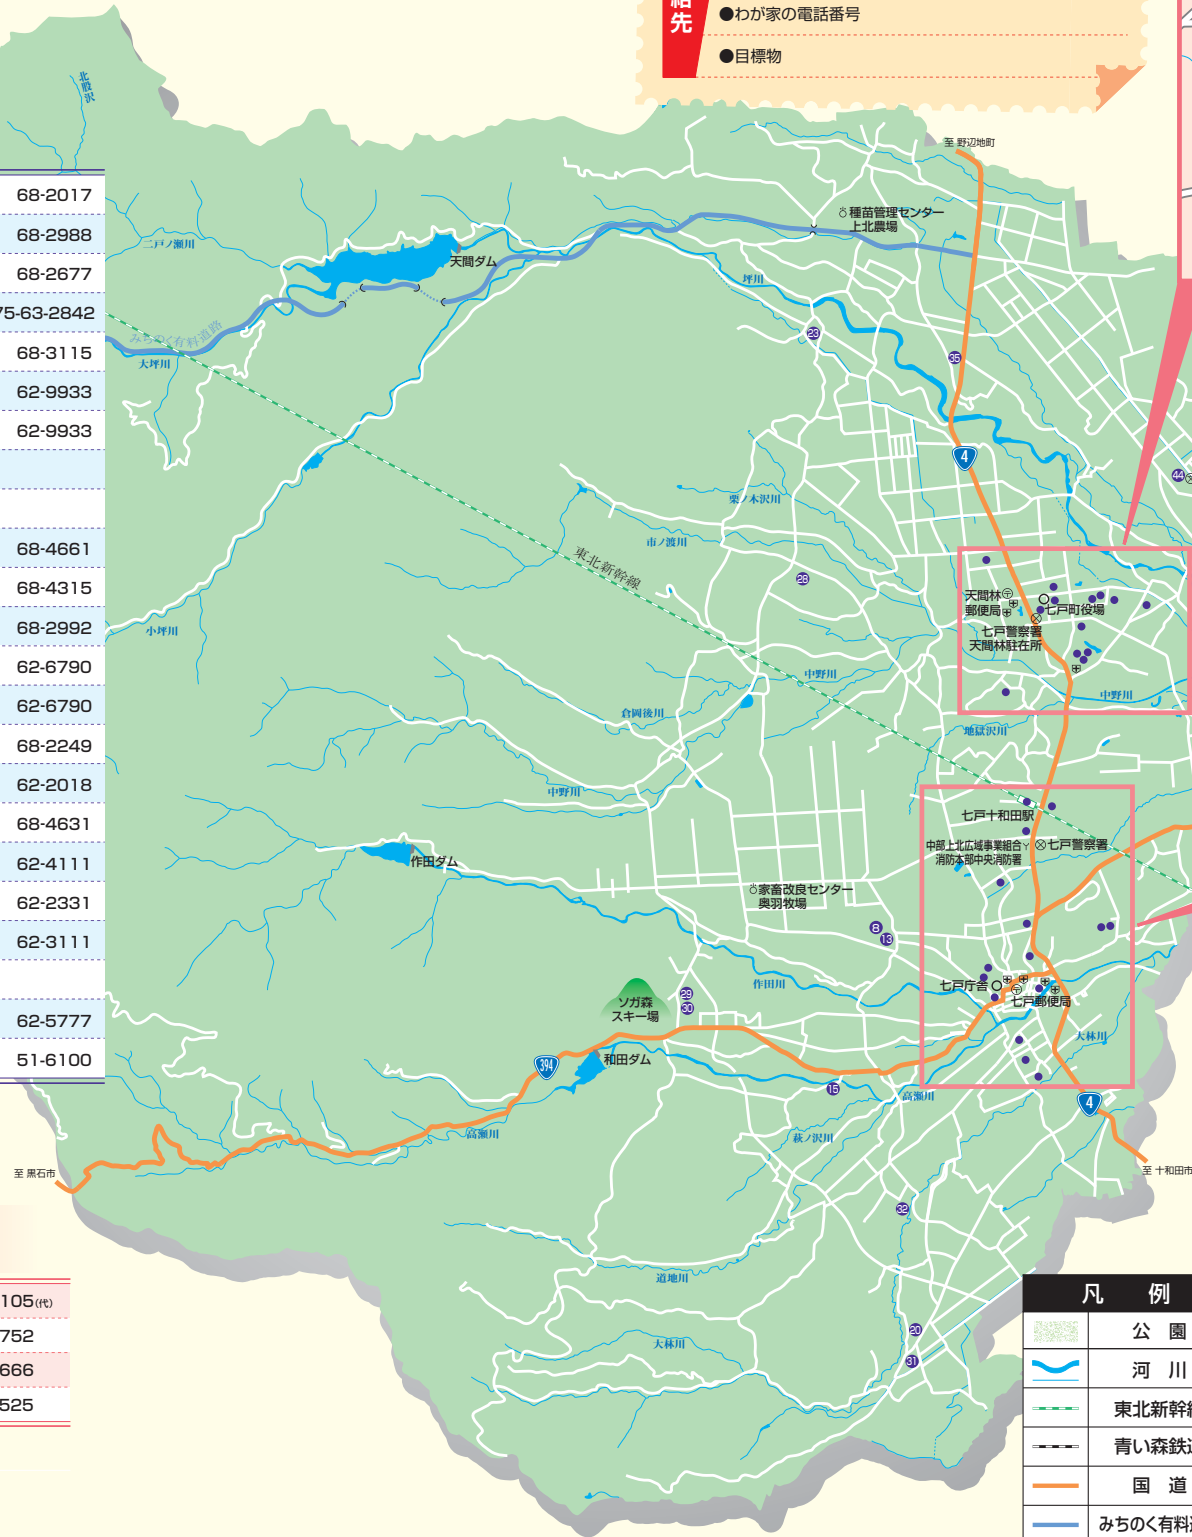 絡先
●わが家の電話番号
●目標物
北股沢
至 野辺地町
68-2017
68-2988
68-2677
75-63-2842
68-3115
62-9933
62-9933
68-4661
68-4315
68-2992
62-6790
62-6790
68-2249
62-2018
68-4631
62-4111
62-2331
62-3111
62-5777
51-6100
種苗管理センター
上北農場
二戸ノ瀬川
天間ダム
坪川
みちのく有料道路
大坪川
23
35
4
44
栗ノ木沢川
市ノ渡川
東北新幹線
28
天間林
郵便局
七戸町役場
七戸警察署
天間林駐在所
小坪川
中野川
中野川
倉岡後川
地獄沢川
中野川
七戸十和田駅
中部上北広域事業組合
消防本部中央消防署
七戸警察署
作田ダム
家畜改良センター
奥羽牧場
8
13
作田川
七戸庁舎
七戸郵便局
ソガ森
スキー場
29
30
大林川
394
和田ダム
15
高瀬川
4
高瀬川
萩ノ沢川
至 黒石市
至 十和田市
32
道地川
20
大林川
31
105(代)
752
666
525
凡 例
公 園
河 川
東北新幹
青い森鉄
国 道
みちのく有料